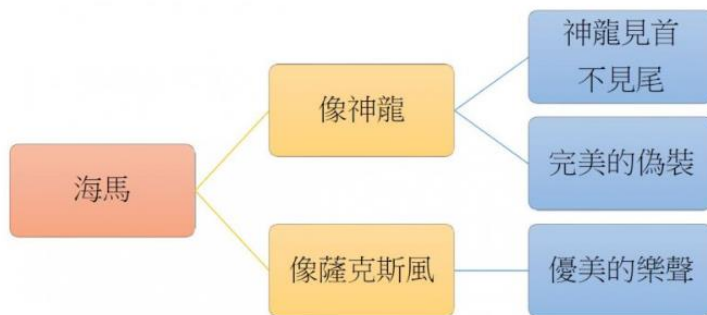 海馬
像神龍
神龍見首
不見尾
完美的偽裝
像薩克斯風
優美的樂聲